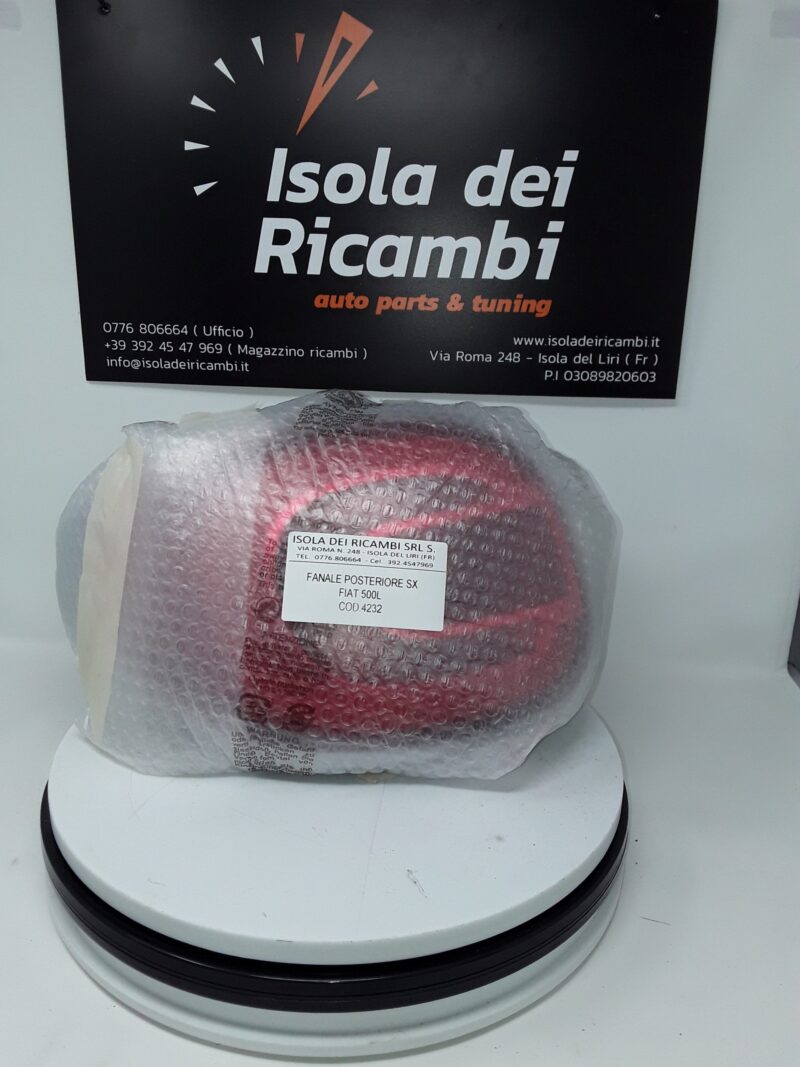 Isola dei
Ricambi
auto parts & tuning
0776 806664 ( Ufficio )
+39 392 45 47 969 ( Magazzino ricambi )
info@isoladeiricambi.it
www.isoladeiricambi.it
Via Roma 248 - Isola del Liri ( Fr )
P.I 03089820603
ISOLA DEI RICAMBI SRL S.
VIA ROMA N. 248 - ISOLA DEL LIRI (FR)
TEL. 0776.806664 - Cel. 392.4547969
FANALE POSTERIORE SX
FIAT 500L
COD.4232
WARNUNG